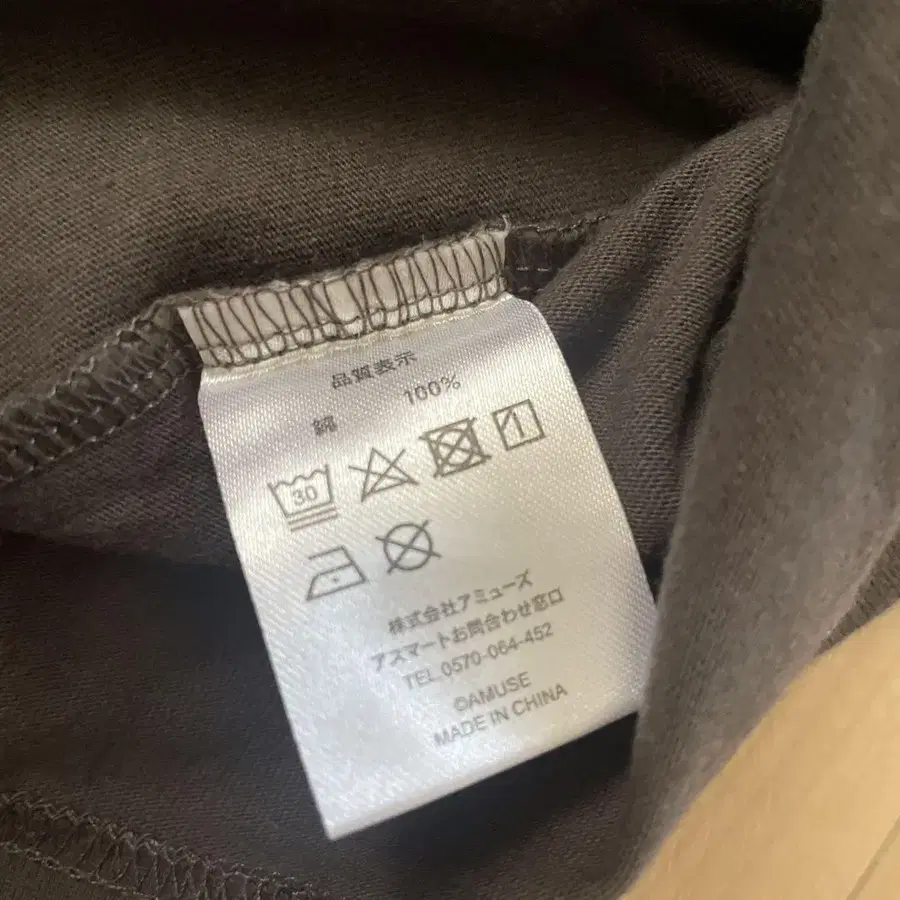 品質表示
綿 100%
30
株式会社アミューズ
アスマートお問合わせ窓口
TEL.0570-064-452
©AMUSE
MADE IN CHINA